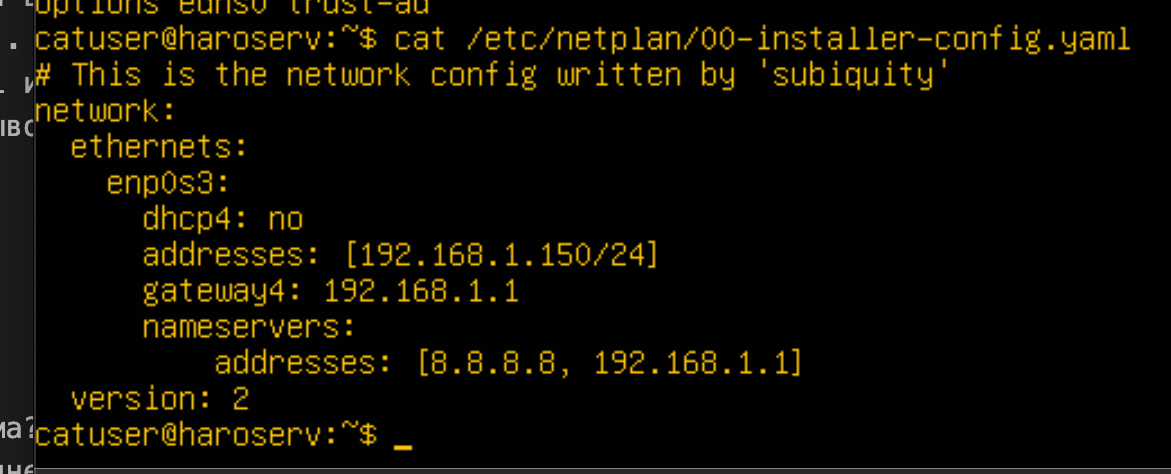 options edns0 trust-ad
catuser@haroserv:~$ cat /etc/netplan/00-installer-config.yaml
# This is the network config written by 'subiquity'
network:
  ethernets:
    enp0s3:
      dhcp4: no
      addresses: [192.168.1.150/24]
      gateway4: 192.168.1.1
      nameservers:
          addresses: [8.8.8.8, 192.168.1.1]
  version: 2
catuser@haroserv:~$ _